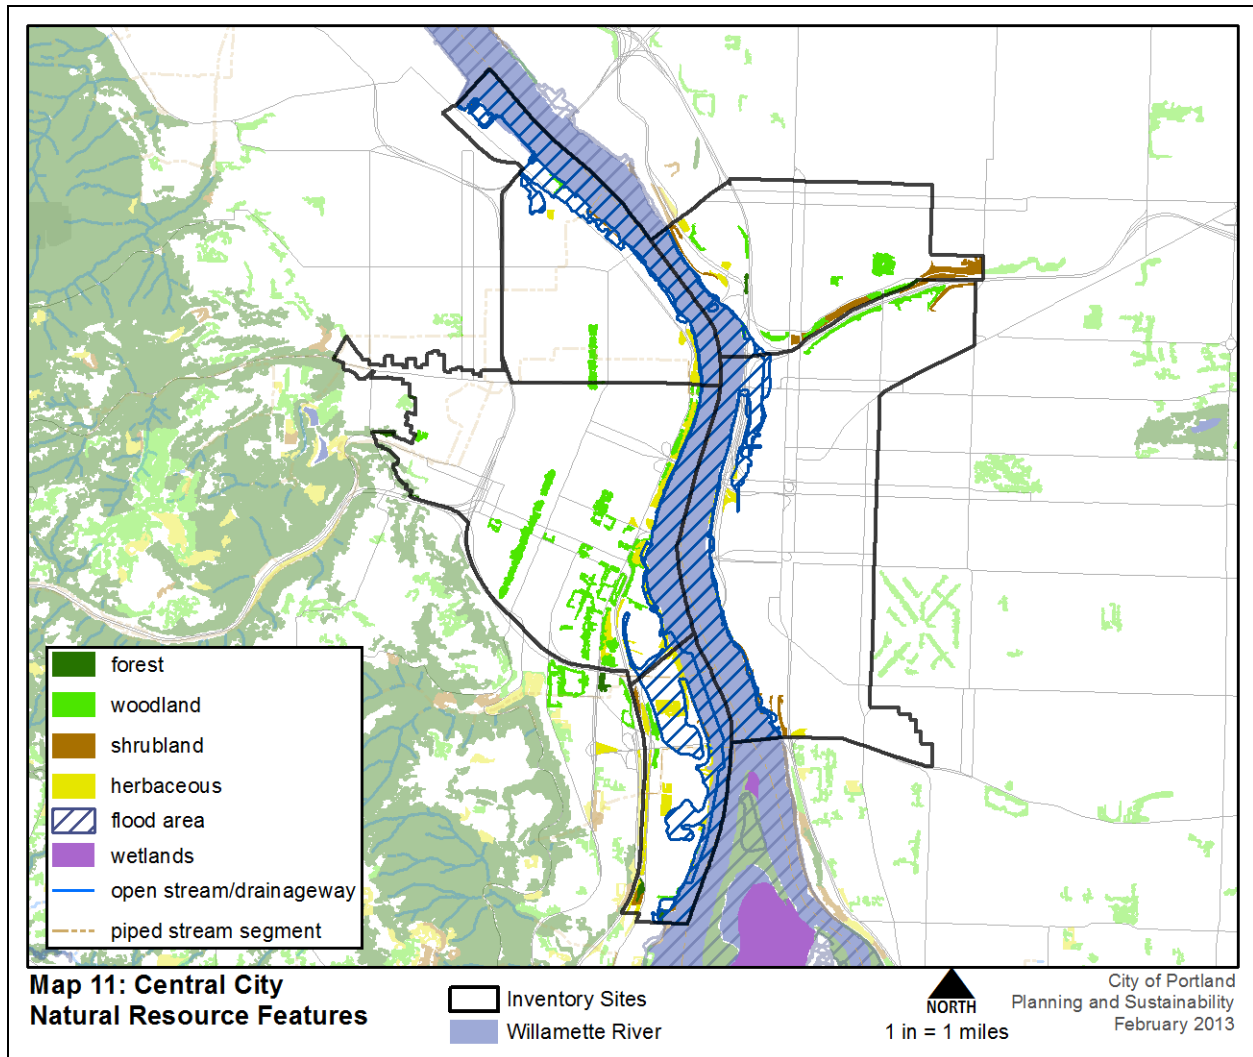 forest
woodland
shrubland
herbaceous
flood area
wetlands
open stream/drainageway
piped stream segment
Map 11: Central City
Natural Resource Features
Inventory Sites
Willamette River
NORTH
1 in = 1 miles
City of Portland
Planning and Sustainability
February 2013